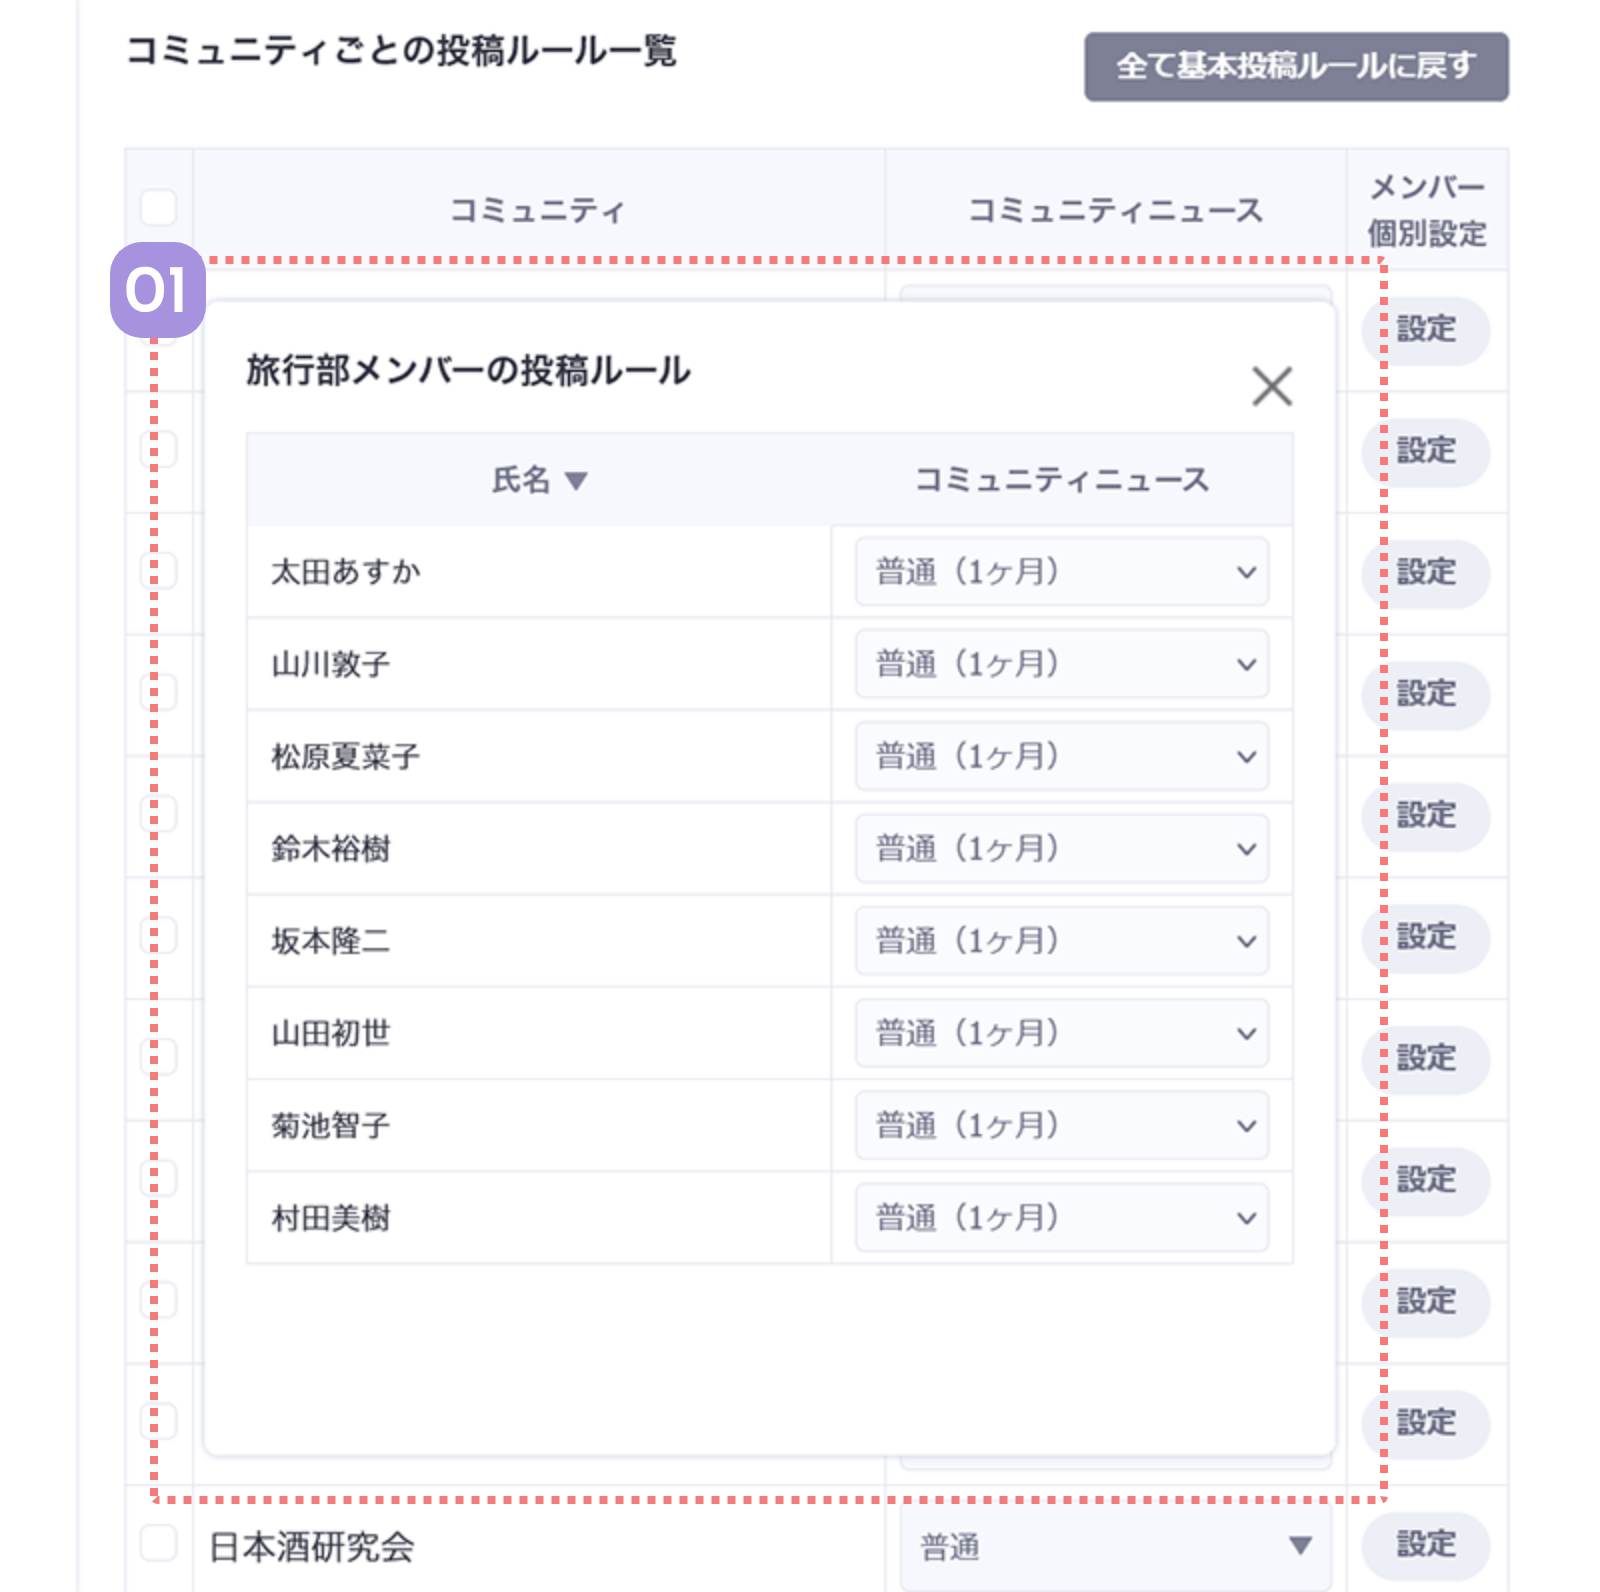 コミュニティごとの投稿ルール一覧
全て基本投稿ルールに戻す
コミュニティ
コミュニティニュース
メンバー
個別設定
01
設定
旅行部メンバーの投稿ルール
設定
氏名 ▼
コミュニティニュース
太田あすか
普通（1ヶ月）
設定
山川敦子
普通（1ヶ月）
設定
松原夏菜子
普通（1ヶ月）
設定
鈴木裕樹
普通（1ヶ月）
設定
坂本隆二
普通（1ヶ月）
山田初世
普通（1ヶ月）
設定
菊池智子
普通（1ヶ月）
設定
村田美樹
普通（1ヶ月）
設定
設定
日本酒研究会
普通
設定